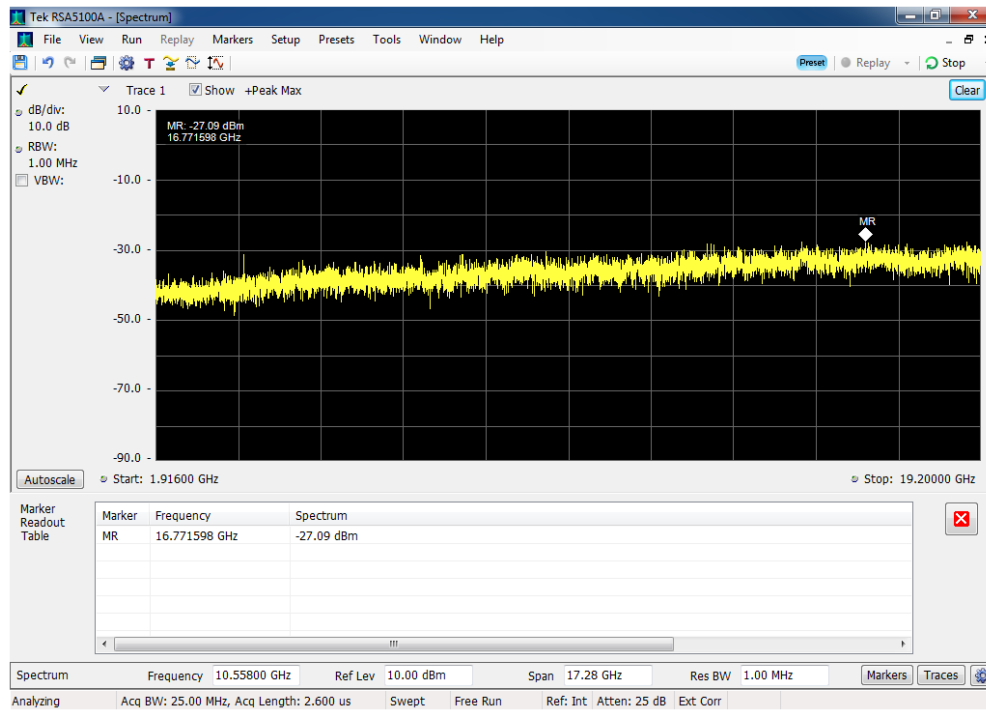 Tek RSA5100A - [Spectrum]
File View Run Replay Markers Setup Presets Tools Window Help
T Preset Replay Stop
Trace 1 Show +Peak Max Clear
dB/div:
10.0 dB
RBW:
1.00 MHz
VBW:
10.0
-10.0
-30.0
-50.0
-70.0
-90.0
MR: -27.09 dBm
16.771598 GHz
MR
Autoscale Start: 1.91600 GHz Stop: 19.20000 GHz
Marker
Readout
Table
Marker Frequency Spectrum
MR 16.771598 GHz -27.09 dBm
Spectrum Frequency 10.55800 GHz Ref Lev 10.00 dBm Span 17.28 GHz Res BW 1.00 MHz Markers Traces
Analyzing Acq BW: 25.00 MHz, Acq Length: 2.600 us Swept Free Run Ref: Int Atten: 25 dB Ext Corr